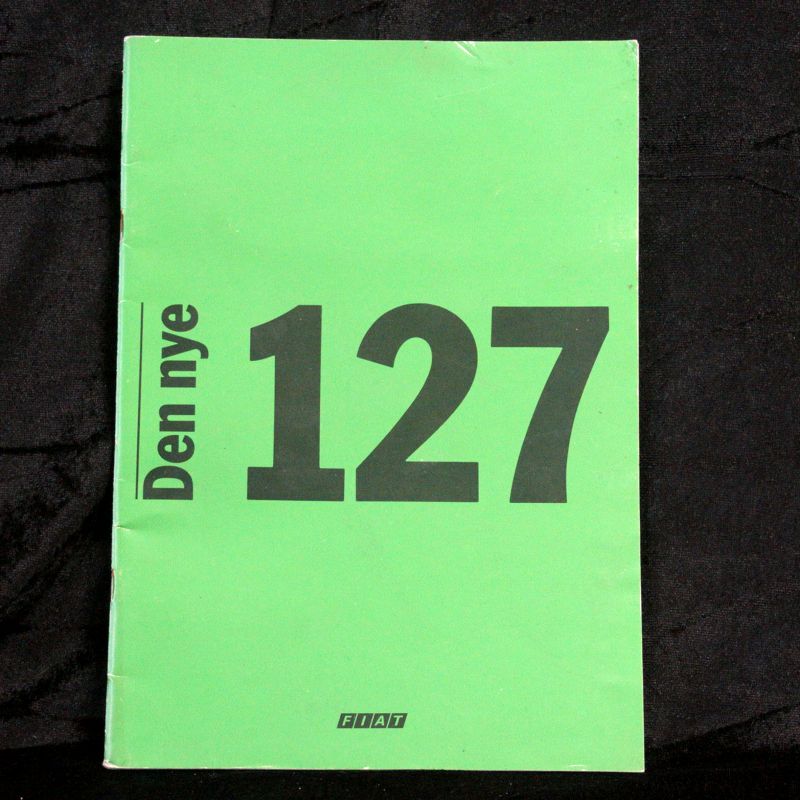 Den nye
127
FIAT